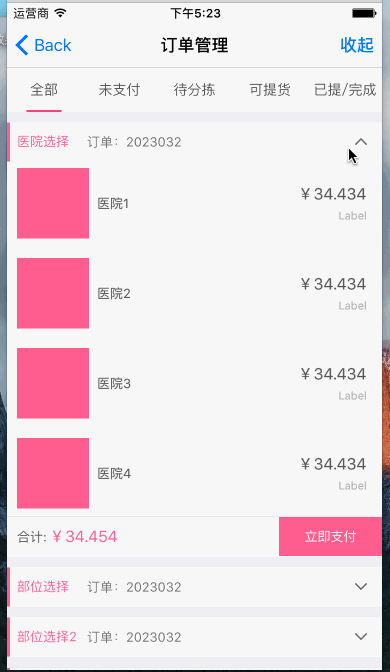 运营商 下午5:23
Back 订单管理 收起
全部 未支付 待分拣 可提货 已提/完成
医院选择 订单：2023032
医院1 ￥34.434
Label
医院2 ￥34.434
Label
医院3 ￥34.434
Label
医院4 ￥34.434
Label
合计: ￥34.454 立即支付
部位选择 订单：2023032
部位选择2 订单：2023032